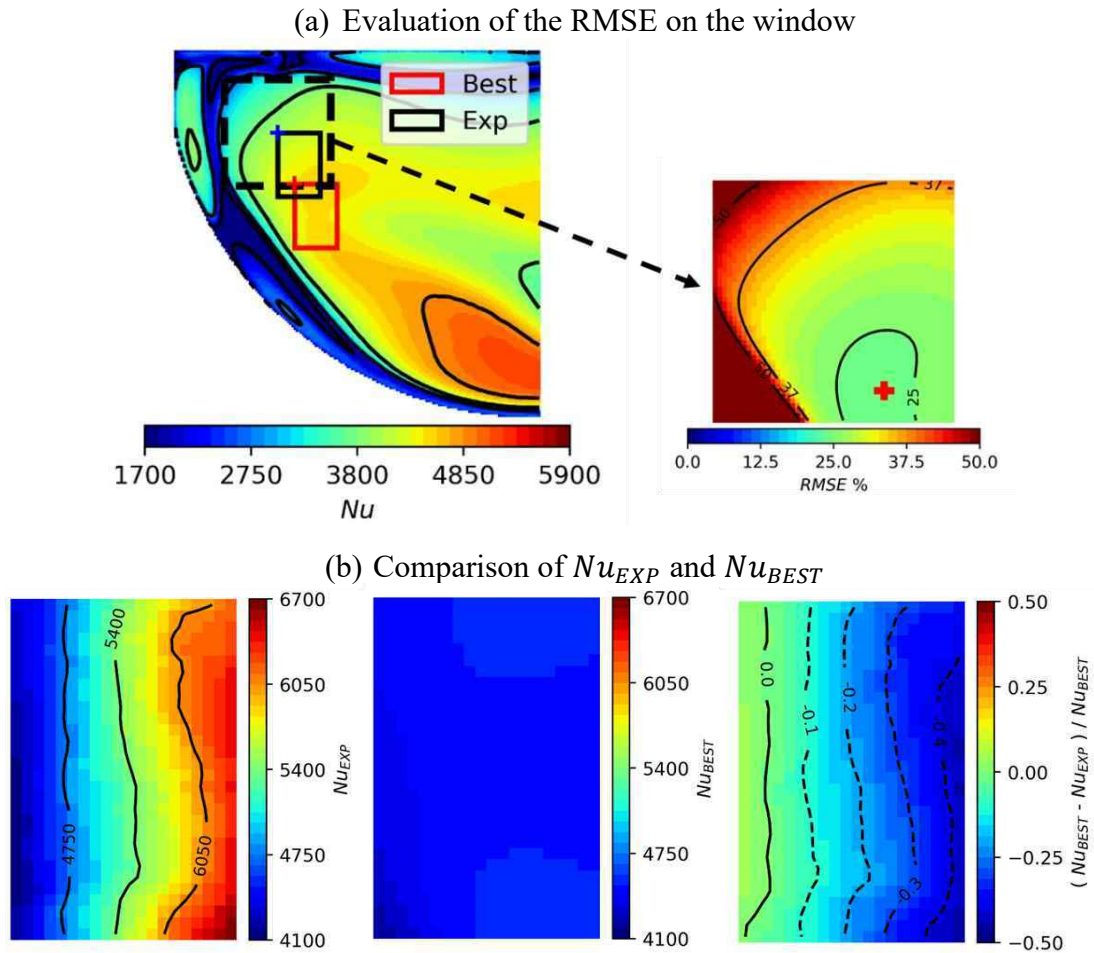 (a) Evaluation of the RMSE on the window
Best
Exp
37
50
50
37
25
1700 2750 3800 4850 5900
Nu
0.0 12.5 25.0 37.5 50.0
RMSE %
(b) Comparison of Nu_EXP and Nu_BEST
5400
4750
6050
6700
6050
5400
4750
4100
Nu_EXP
6700
6050
5400
4750
4100
Nu_BEST
0.0
-0.1
-0.2
-0.4
-0.3
0.50
0.25
0.00
−0.25
−0.50
( Nu_BEST - Nu_EXP ) / Nu_BEST